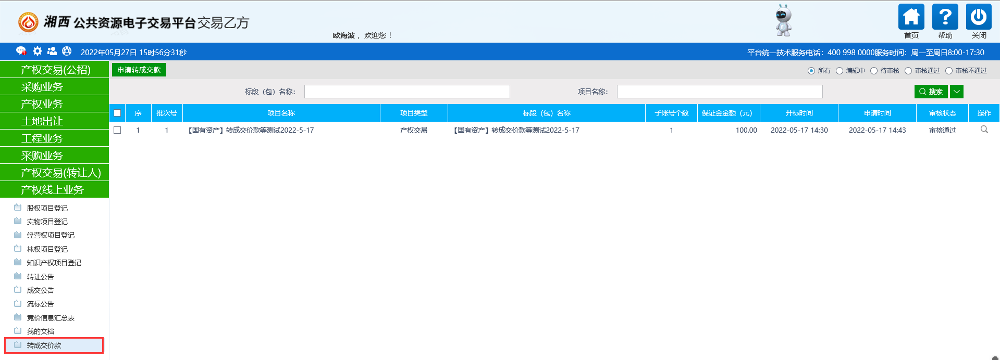 湘西 公共资源电子交易平台交易乙方
欧海波 ，欢迎您！
首页 帮助 关闭
2022年05月27日 15时56分31秒
平台统一技术服务电话：400 998 0000服务时间：周一至周日8:00-17:30
产权交易(公招)
采购业务
产权业务
土地出让
工程业务
采购业务
产权交易(转让人)
产权线上业务
股权项目登记
实物项目登记
经营权项目登记
林权项目登记
知识产权项目登记
转让公告
成交公告
流标公告
竞价信息汇总表
我的文档
转成交价款
申请转成交款
所有 编辑中 待审核 审核通过 审核不通过
标段（包）名称： 项目名称： 搜索
序 批次号 项目名称 项目类型 标段（包）名称 子账号个数 保证金金额（元） 开标时间 申请时间 审核状态 操作
1 1 【国有资产】转成交价款等测试2022-5-17 产权交易 【国有资产】转成交价款等测试2022-5-17 1 100.00 2022-05-17 14:30 2022-05-17 14:43 审核通过